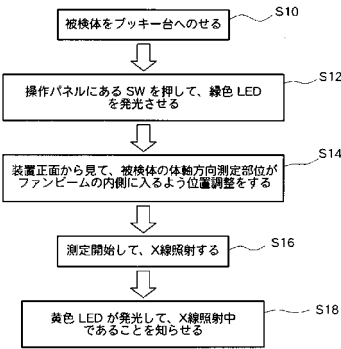 被検体をブッキー台へのせる
S10
操作パネルにある SW を押して、緑色 LED
を発光させる
S12
装置正面から見て、被検体の体軸方向測定部位が
ファンビームの内側に入るよう位置調整をする
S14
測定開始して、X線照射する
S16
黄色 LED が発光して、X線照射中
であることを知らせる
S18